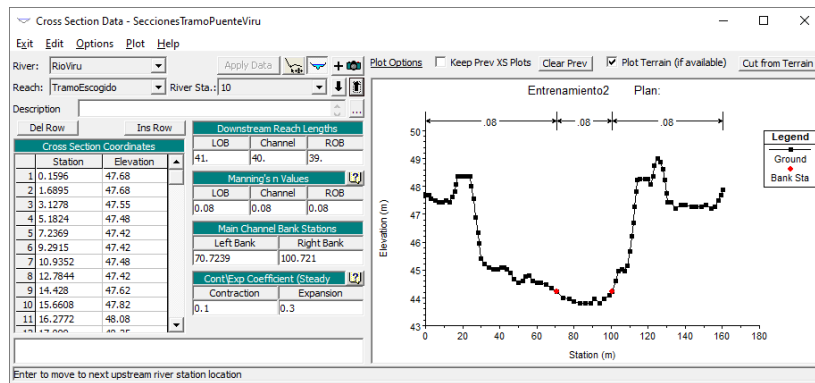 Cross Section Data - SeccionesTramoPuenteViru
Exit Edit Options Plot Help
River: RioViru Apply Data Plot Options Keep Prev XS Plots Clear Prev Plot Terrain (if available) Cut from Terrain
Reach: TramoEscogido River Sta.: 10
Description ...
Del Row Ins Row
Cross Section Coordinates
Station Elevation
1 0.1596 47.68
2 1.6895 47.68
3 3.1278 47.55
4 5.1824 47.48
5 7.2369 47.42
6 9.2915 47.42
7 10.9352 47.48
8 12.7844 47.42
9 14.428 47.62
10 15.6608 47.82
11 16.2772 48.08
Downstream Reach Lengths
LOB Channel ROB
41. 40. 39.
Manning's n Values
LOB Channel ROB
0.08 0.08 0.08
Main Channel Bank Stations
Left Bank Right Bank
70.7239 100.721
Cont\Exp Coefficient (Steady
Contraction Expansion
0.1 0.3
Entrenamiento2 Plan:
.08 .08 .08
50
49
48
47
46
45
44
43
Elevation (m)
0 20 40 60 80 100 120 140 160 180
Station (m)
Legend
Ground
Bank Sta
Enter to move to next upstream river station location